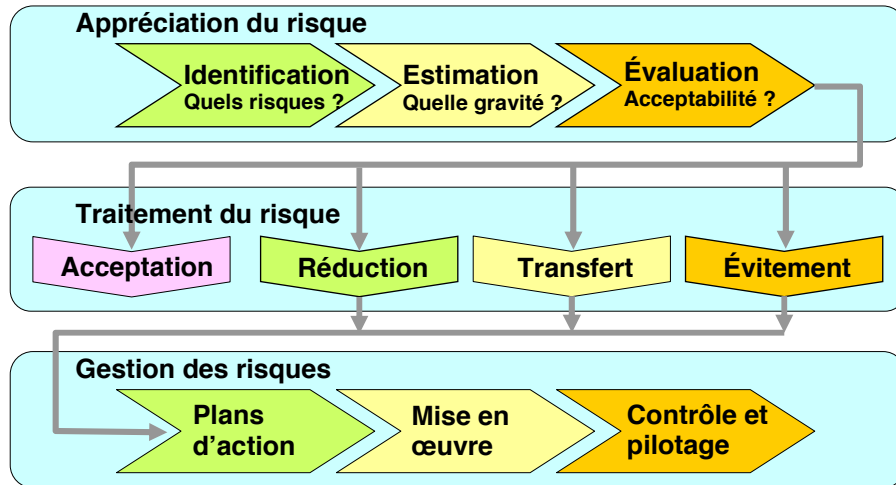 Appréciation du risque
Identification
Quels risques ?
Estimation
Quelle gravité ?
Évaluation
Acceptabilité ?
Traitement du risque
Acceptation
Réduction
Transfert
Évitement
Gestion des risques
Plans
d’action
Mise en
œuvre
Contrôle et
pilotage